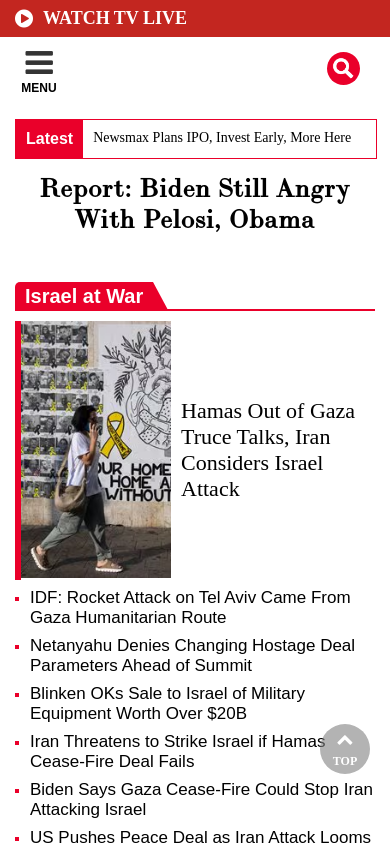 WATCH TV LIVE
MENU
Latest
Newsmax Plans IPO, Invest Early, More Here
Report: Biden Still Angry
With Pelosi, Obama
Israel at War
OUR HOME
HOME A
WITHOUT
Hamas Out of Gaza
Truce Talks, Iran
Considers Israel
Attack
IDF: Rocket Attack on Tel Aviv Came From
Gaza Humanitarian Route
Netanyahu Denies Changing Hostage Deal
Parameters Ahead of Summit
Blinken OKs Sale to Israel of Military
Equipment Worth Over $20B
Iran Threatens to Strike Israel if Hamas
Cease-Fire Deal Fails
TOP
Biden Says Gaza Cease-Fire Could Stop Iran
Attacking Israel
US Pushes Peace Deal as Iran Attack Looms